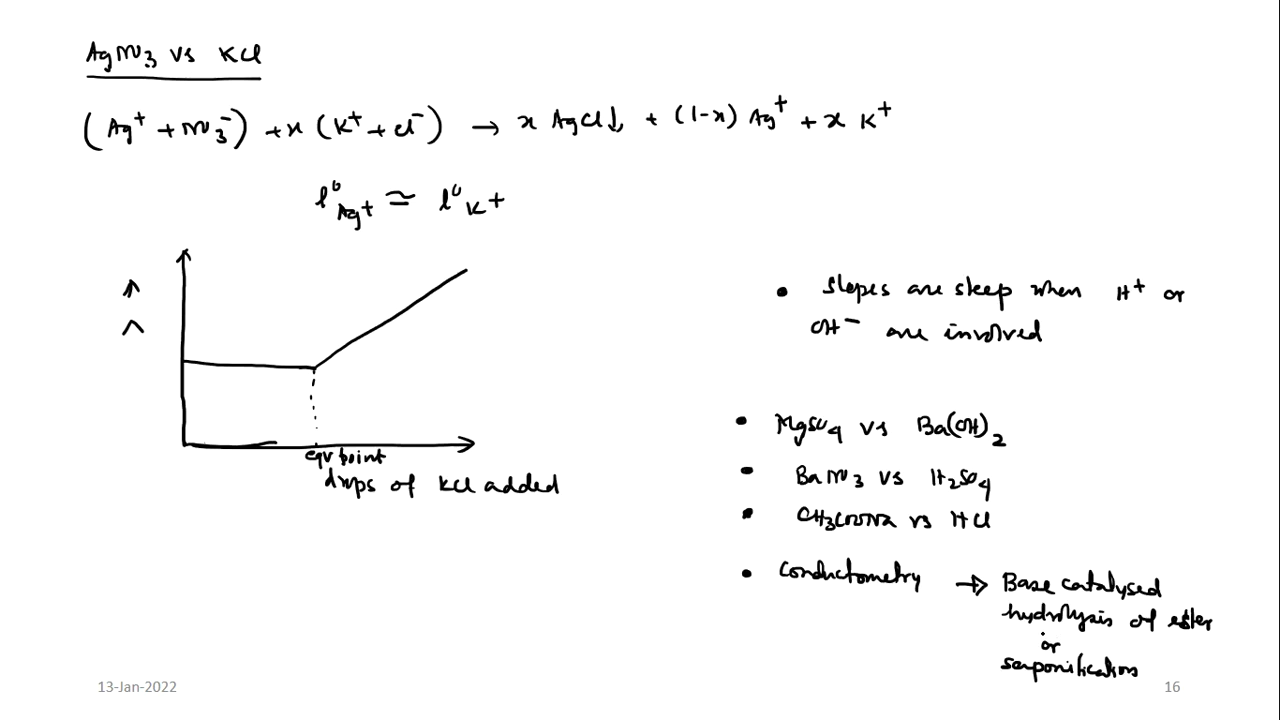 AgNO3 vs KCl
(Ag+ + NO3-) + x (K+ + Cl-) → x AgCl↓ + (1-x) Ag+ + x K+
l°Ag+ ≃ l°K+
↑
Λ
eqv point
drops of KCl added
• Slopes are steep when H+ or
OH- are involved
• MgSO4 vs Ba(OH)2
• BaNO3 vs H2SO4
• CH3COONa vs HCl
• Conductometry → Base catalysed
hydrolysis of ester
or
saponification
13-Jan-2022
16